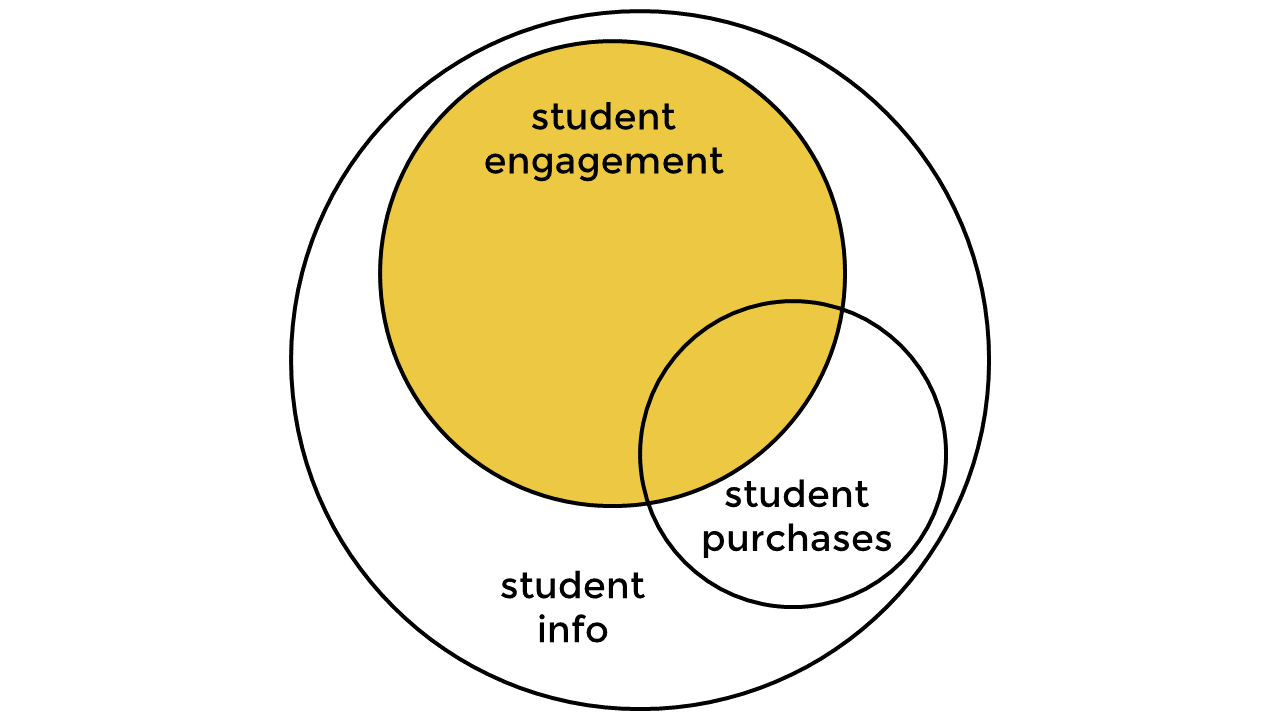 student
engagement
student
purchases
student
info